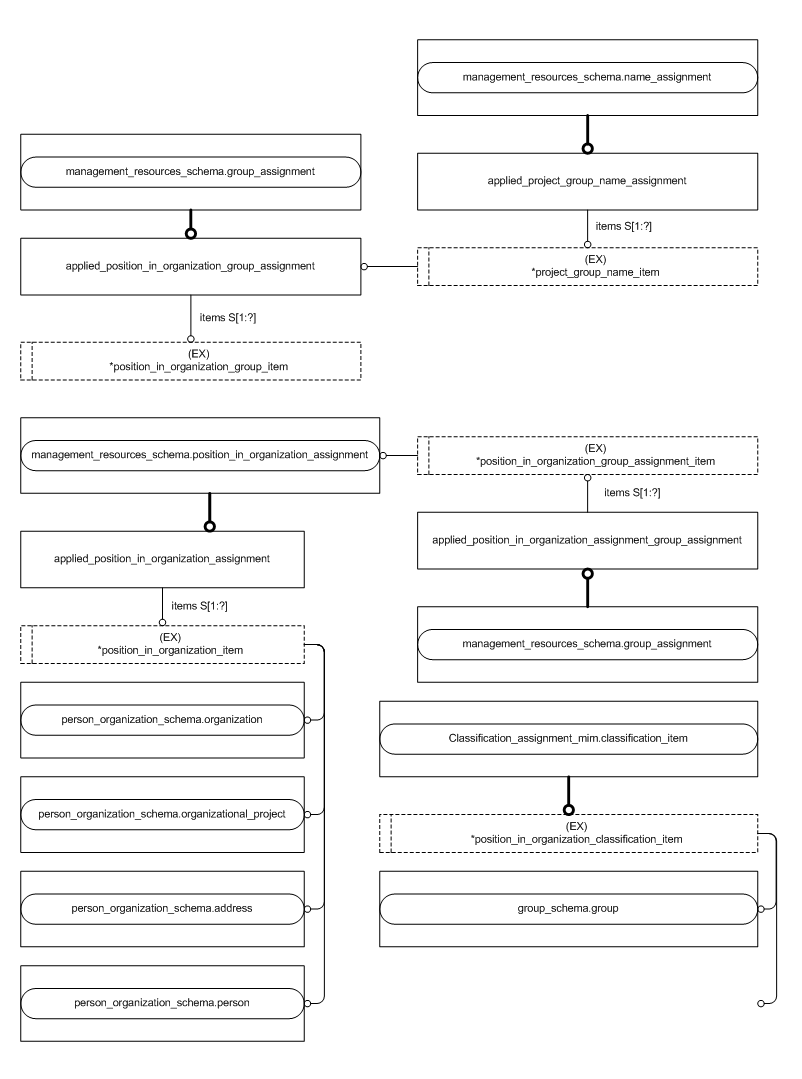 management_resources_schema.name_assignment
management_resources_schema.group_assignment
applied_project_group_name_assignment
items S[1:?]
applied_position_in_organization_group_assignment
(EX)
*project_group_name_item
items S[1:?]
(EX)
*position_in_organization_group_item
management_resources_schema.position_in_organization_assignment
(EX)
*position_in_organization_group_assignment_item
items S[1:?]
applied_position_in_organization_assignment
applied_position_in_organization_assignment_group_assignment
items S[1:?]
(EX)
*position_in_organization_item
management_resources_schema.group_assignment
person_organization_schema.organization
Classification_assignment_mim.classification_item
person_organization_schema.organizational_project
(EX)
*position_in_organization_classification_item
person_organization_schema.address
group_schema.group
person_organization_schema.person